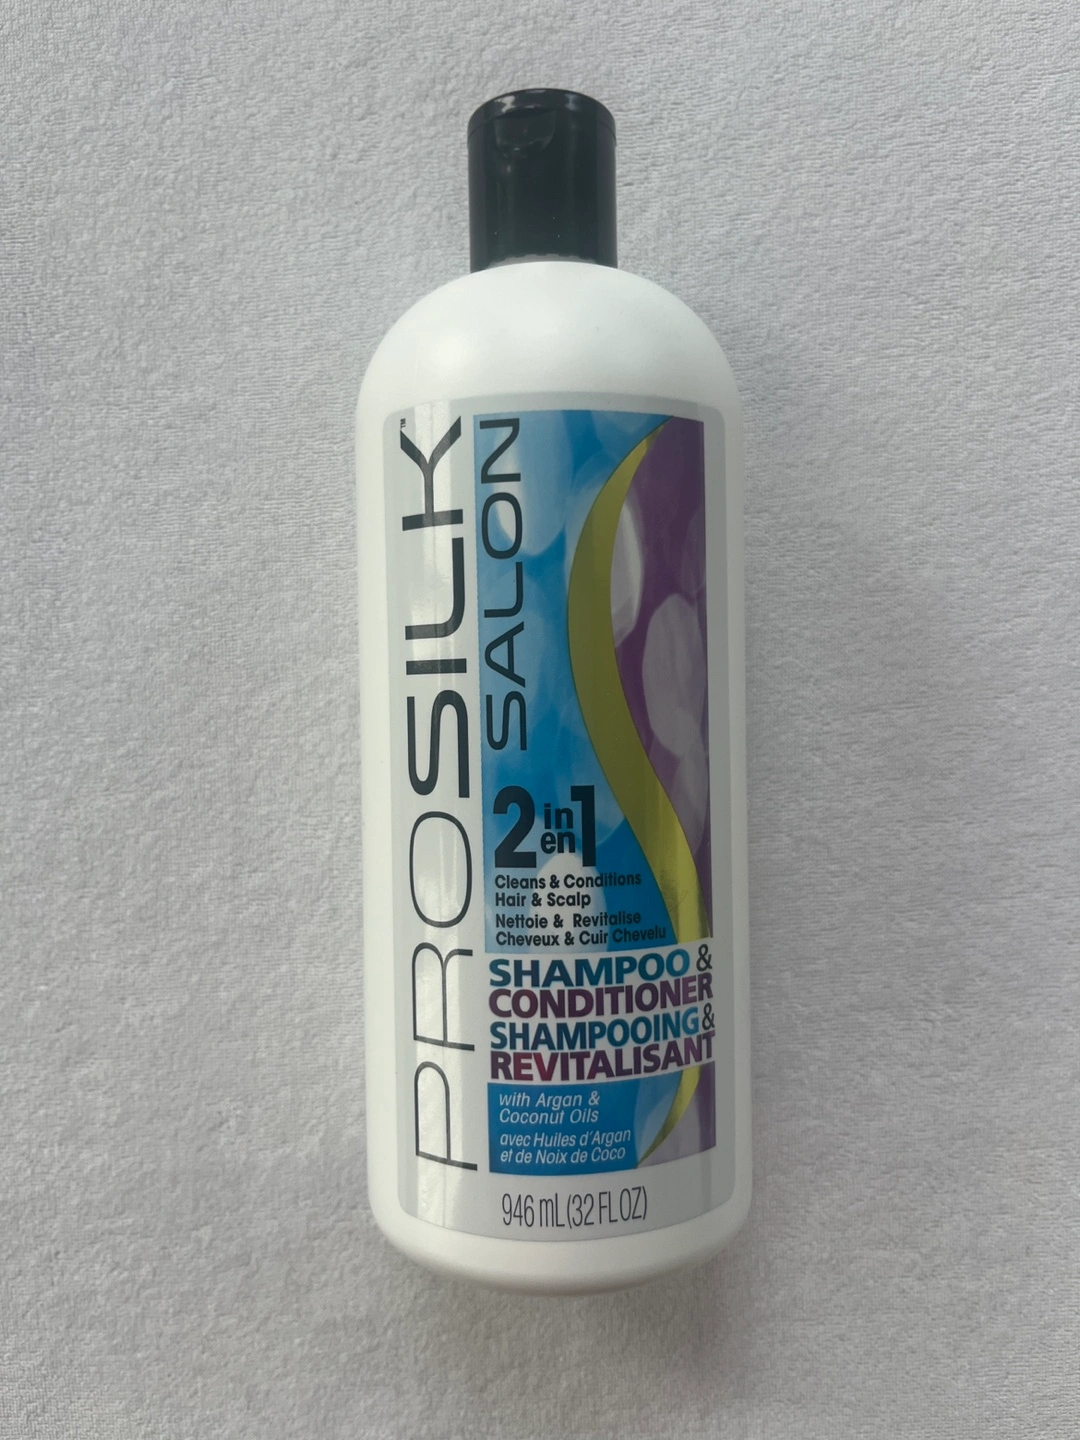 PROSILK™
SALON
2 in en 1
Cleans & Conditions
Hair & Scalp
Nettoie & Revitalise
Cheveux & Cuir Chevelu
SHAMPOO &
CONDITIONER
SHAMPOOING &
REVITALISANT
with Argan &
Coconut Oils
avec Huiles d'Argan
et de Noix de Coco
946 mL (32 FL OZ)